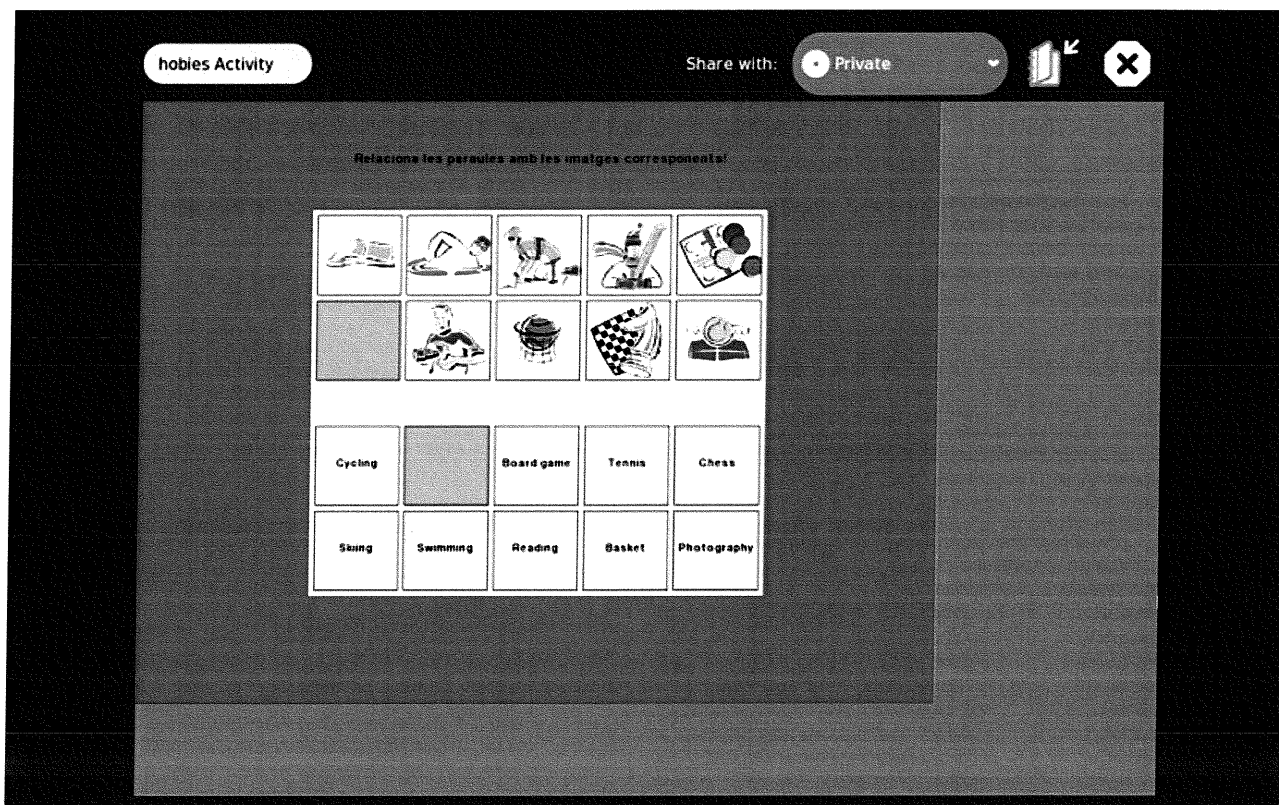 hobies Activity
Share with:
Private
Relaciona les paraules amb les imatges corresponents!
Cycling
Board game
Tennis
Chess
Skiing
Swimming
Reading
Basket
Photography